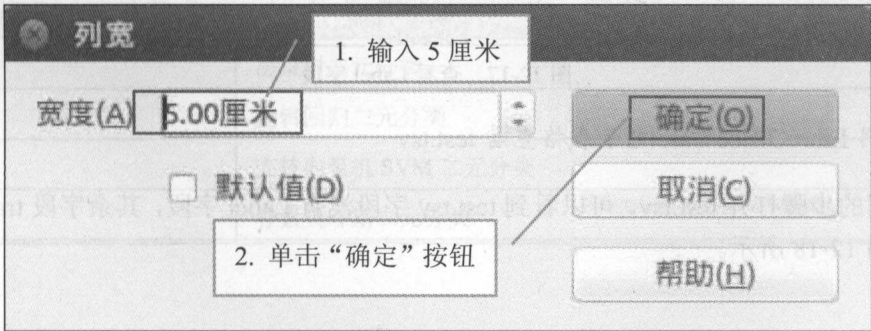 列宽
1. 输入5厘米
宽度(A) 5.00厘米
确定(O)
默认值(D)
取消(C)
2. 单击“确定”按钮
帮助(H)